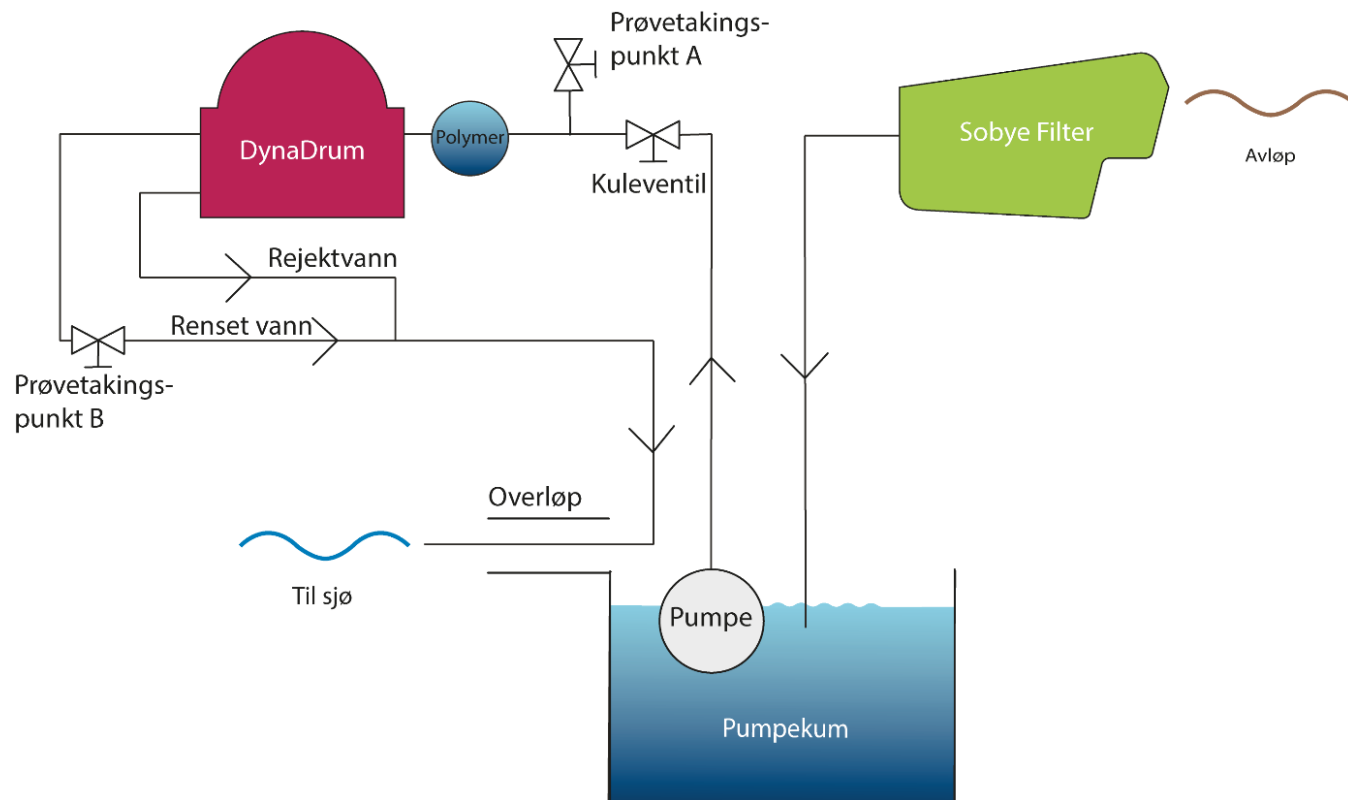 Prøvetakings-
punkt A
DynaDrum
Polymer
Kuleventil
Sobye Filter
Avløp
Rejektvann
Renset vann
Prøvetakings-
punkt B
Overløp
Til sjø
Pumpe
Pumpekum